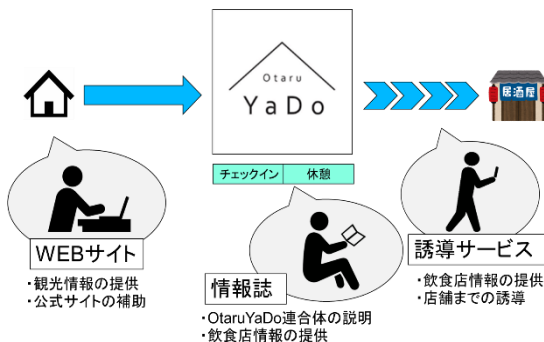 Otaru
YaDo
居酒屋
チェックイン
休憩
WEBサイト
・観光情報の提供
・公式サイトの補助
情報誌
・OtaruYaDo連合体の説明
・飲食店情報の提供
誘導サービス
・飲食店情報の提供
・店舗までの誘導